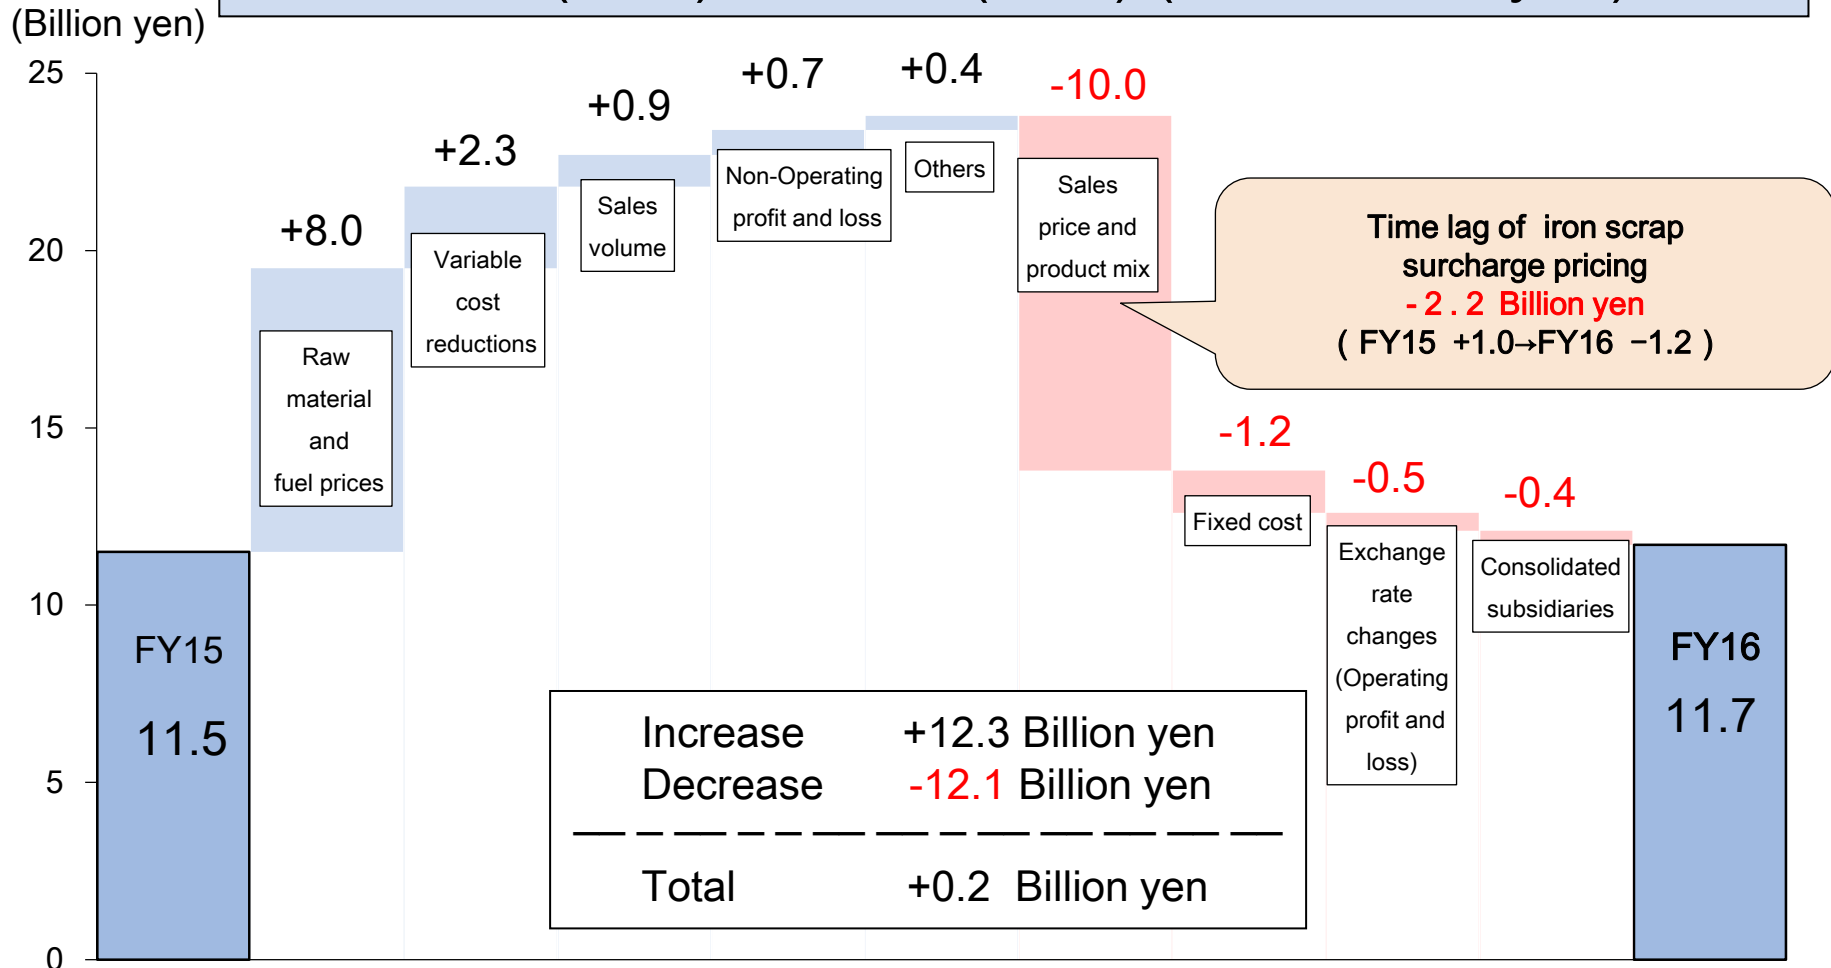 (Billion yen)
25
20
15
10
5
0
+8.0
+2.3
+0.9
+0.7
+0.4
-10.0
-1.2
-0.5
-0.4
Raw
material
and
fuel prices
Variable
cost
reductions
Sales
volume
Non-Operating
profit and loss
Others
Sales
price and
product mix
Time lag of iron scrap
surcharge pricing
-2.2 Billion yen
( FY15 +1.0→FY16 −1.2 )
Fixed cost
Exchange
rate
changes
(Operating
profit and
loss)
Consolidated
subsidiaries
FY15
11.5
FY16
11.7
Increase +12.3 Billion yen
Decrease -12.1 Billion yen
Total +0.2 Billion yen